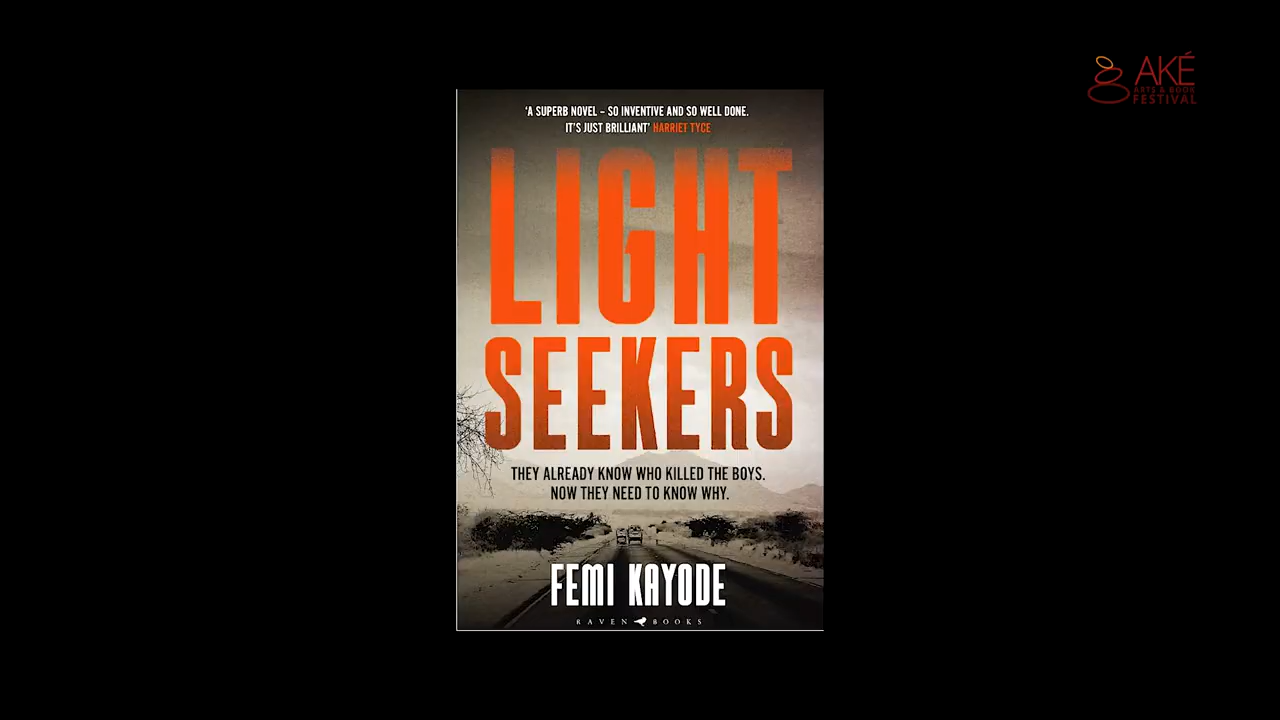 AKÉ
ARTS & BOOK
FESTIVAL
'A SUPERB NOVEL – SO INVENTIVE AND SO WELL DONE.
IT'S JUST BRILLIANT' HARRIET TYCE
LIGHT
SEEKERS
THEY ALREADY KNOW WHO KILLED THE BOYS.
NOW THEY NEED TO KNOW WHY.
FEMI KAYODE
RAVEN BOOKS